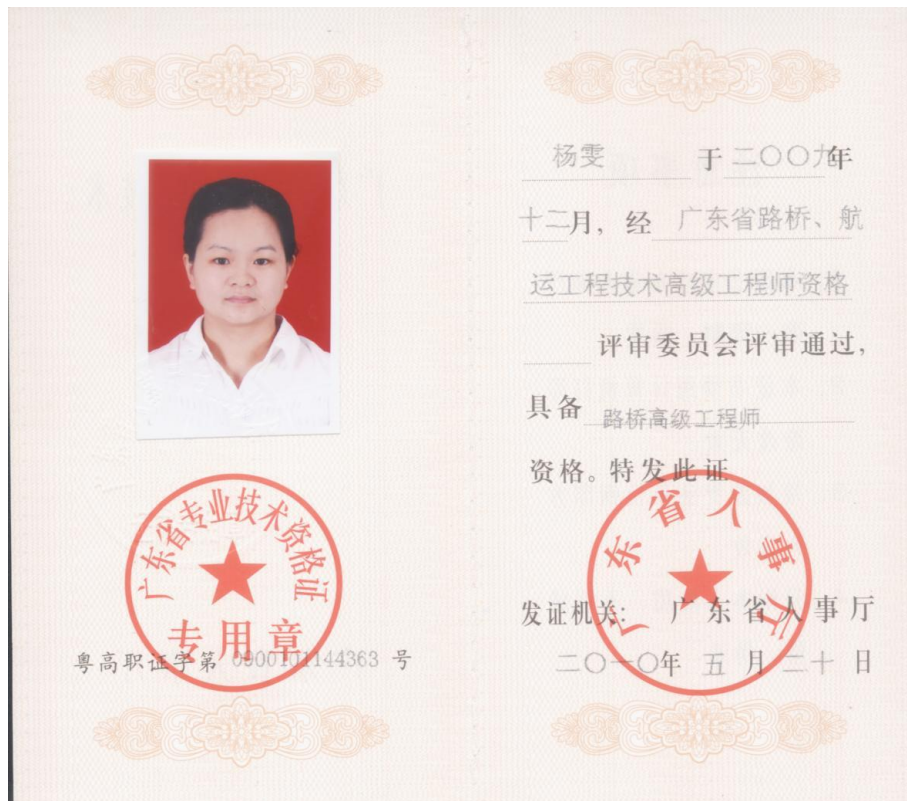 广东省专业技术资格证
专用章
粤高职证字第 0900101144363 号
杨雯 于二〇〇九年
十二月，经 广东省路桥、航
运工程技术高级工程师资格
评审委员会评审通过，
具备 路桥高级工程师
资格。特发此证
广东省人事厅
发证机关： 广东省人事厅
二〇一〇年 五 月 二十 日